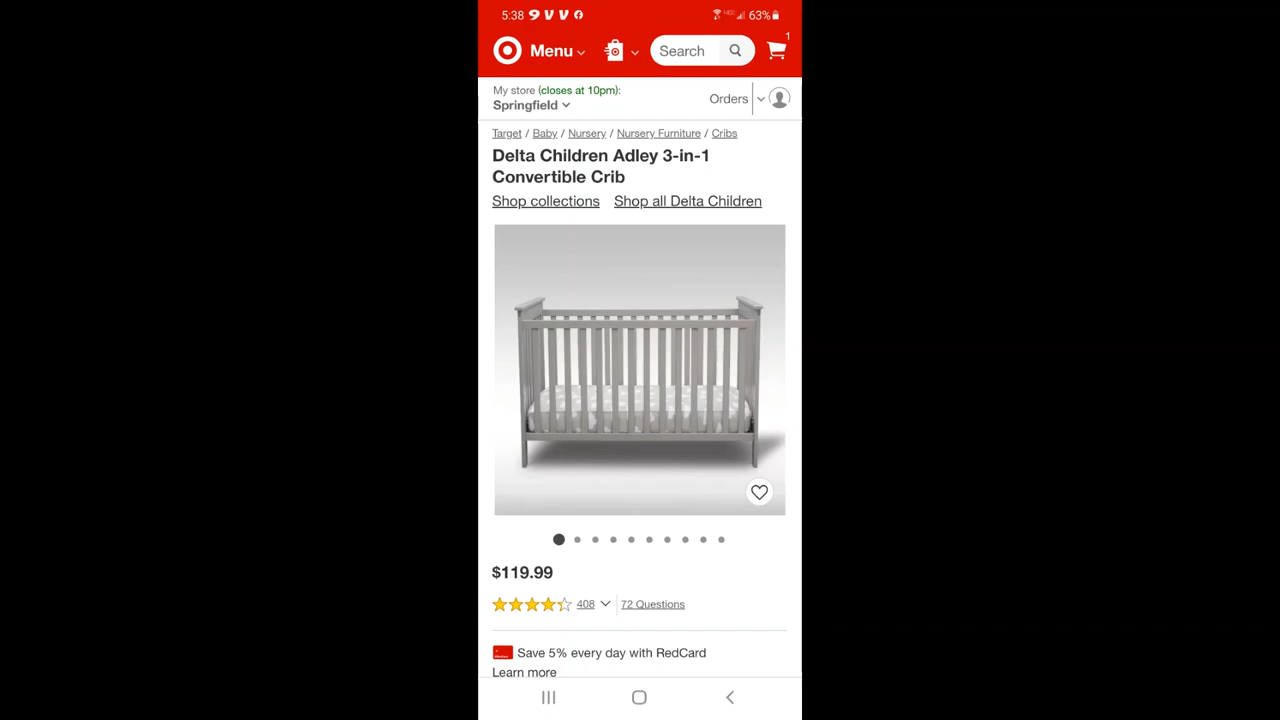 5:38
63%
Menu
Search
1
My store (closes at 10pm):
Springfield
Orders
Target / Baby / Nursery / Nursery Furniture / Cribs
Delta Children Adley 3-in-1
Convertible Crib
Shop collections Shop all Delta Children
$119.99
408
72 Questions
Save 5% every day with RedCard
Learn more